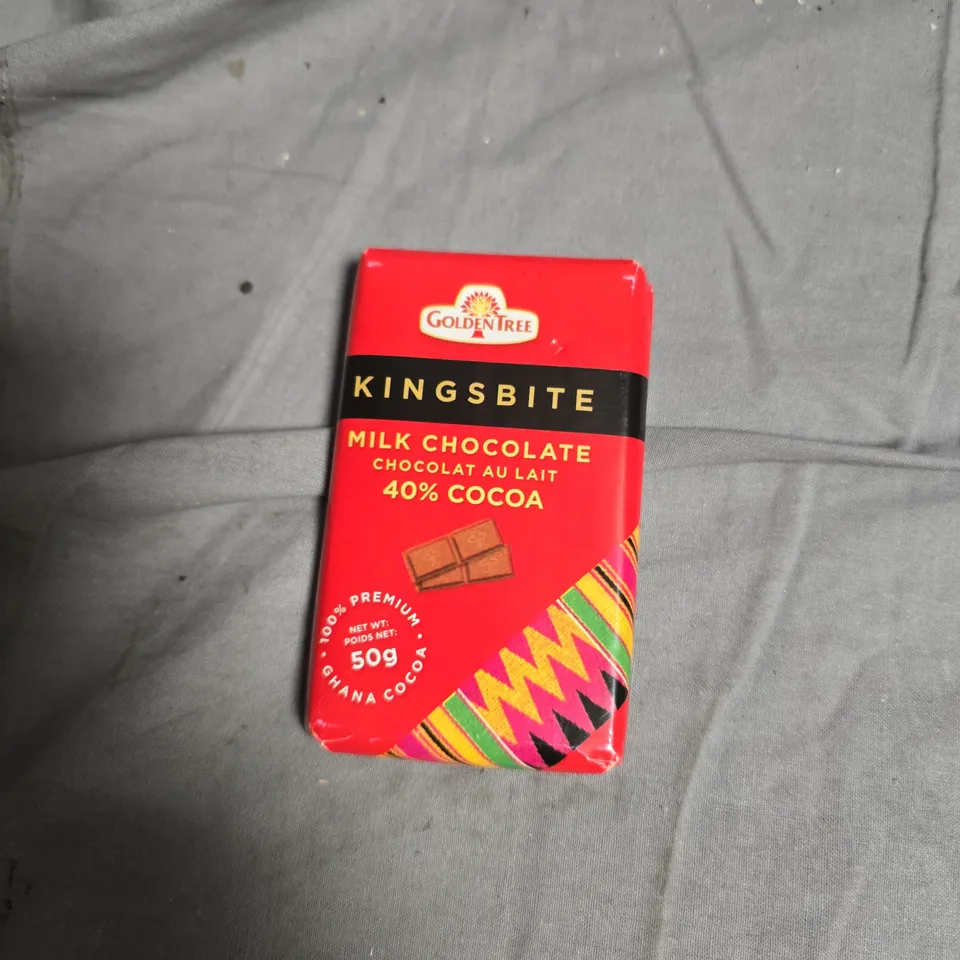 GOLDEN TREE
KINGSBITE
MILK CHOCOLATE
CHOCOLAT AU LAIT
40% COCOA
• 100% PREMIUM •
NET WT:
POIDS NET:
50g
GHANA COCOA